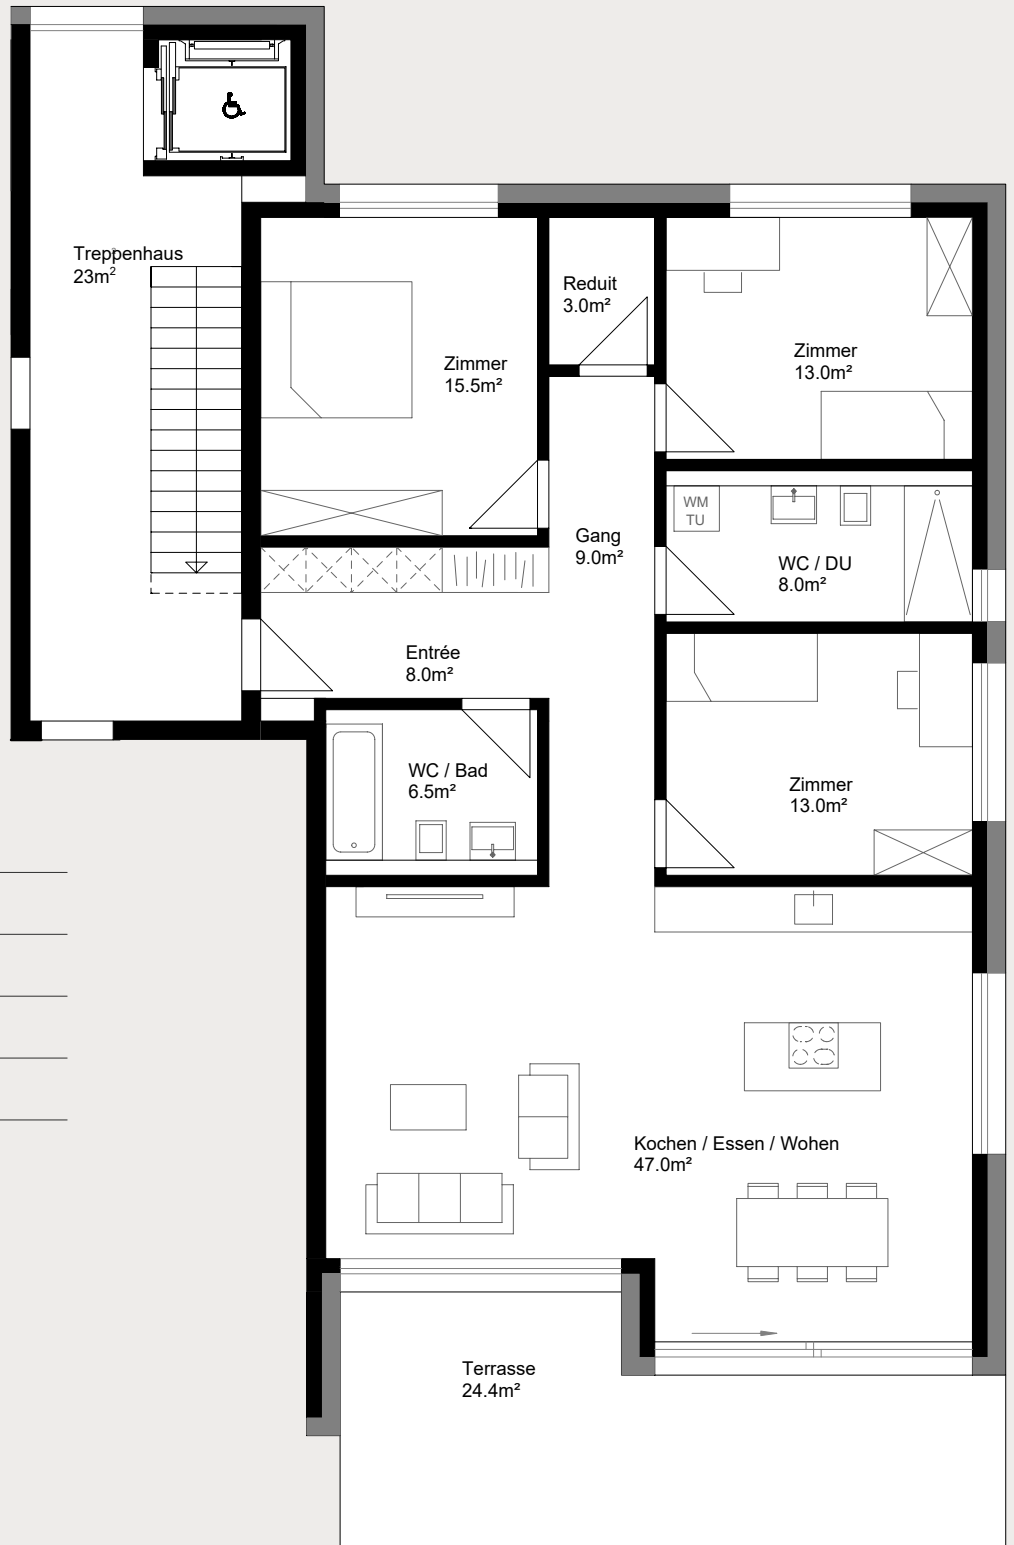 Treppenhaus
23m²
Reduit
3.0m²
Zimmer
15.5m²
Zimmer
13.0m²
WM
TU
Gang
9.0m²
WC / DU
8.0m²
Entrée
8.0m²
WC / Bad
6.5m²
Zimmer
13.0m²
Kochen / Essen / Wohen
47.0m²
Terrasse
24.4m²